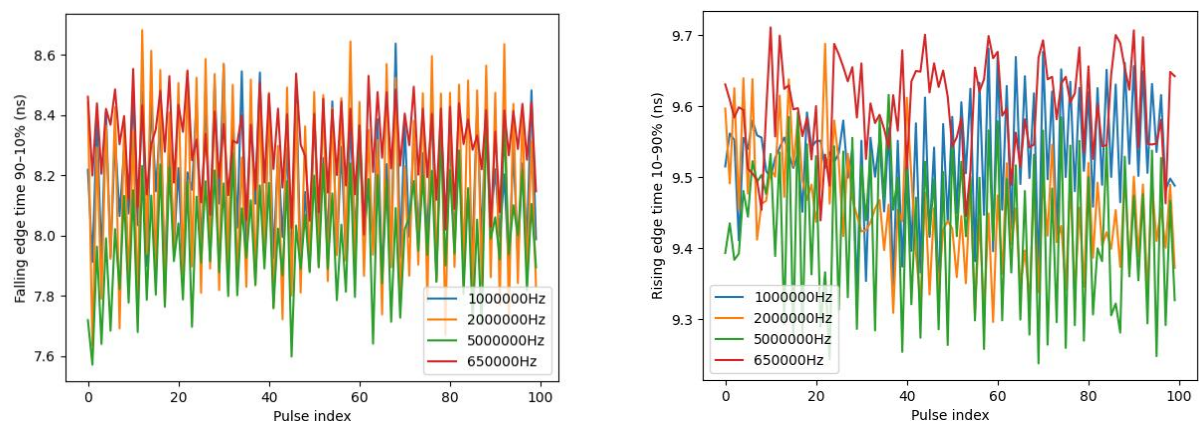 Falling edge time 90–10% (ns)
8.6
8.4
8.2
8.0
7.8
7.6
0
20
40
60
80
100
Pulse index
1000000Hz
2000000Hz
5000000Hz
650000Hz
Rising edge time 10–90% (ns)
9.7
9.6
9.5
9.4
9.3
0
20
40
60
80
100
Pulse index
1000000Hz
2000000Hz
5000000Hz
650000Hz